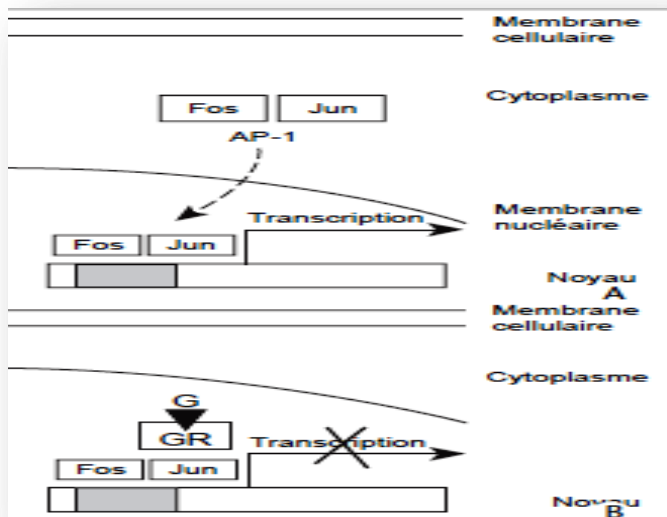 Membrane
cellulaire
Cytoplasme
Fos Jun
AP-1
Membrane
nucléaire
Transcription
Fos Jun
Noyau
A
Membrane
cellulaire
Cytoplasme
G
GR
Transcription
Fos Jun
Noyau
B